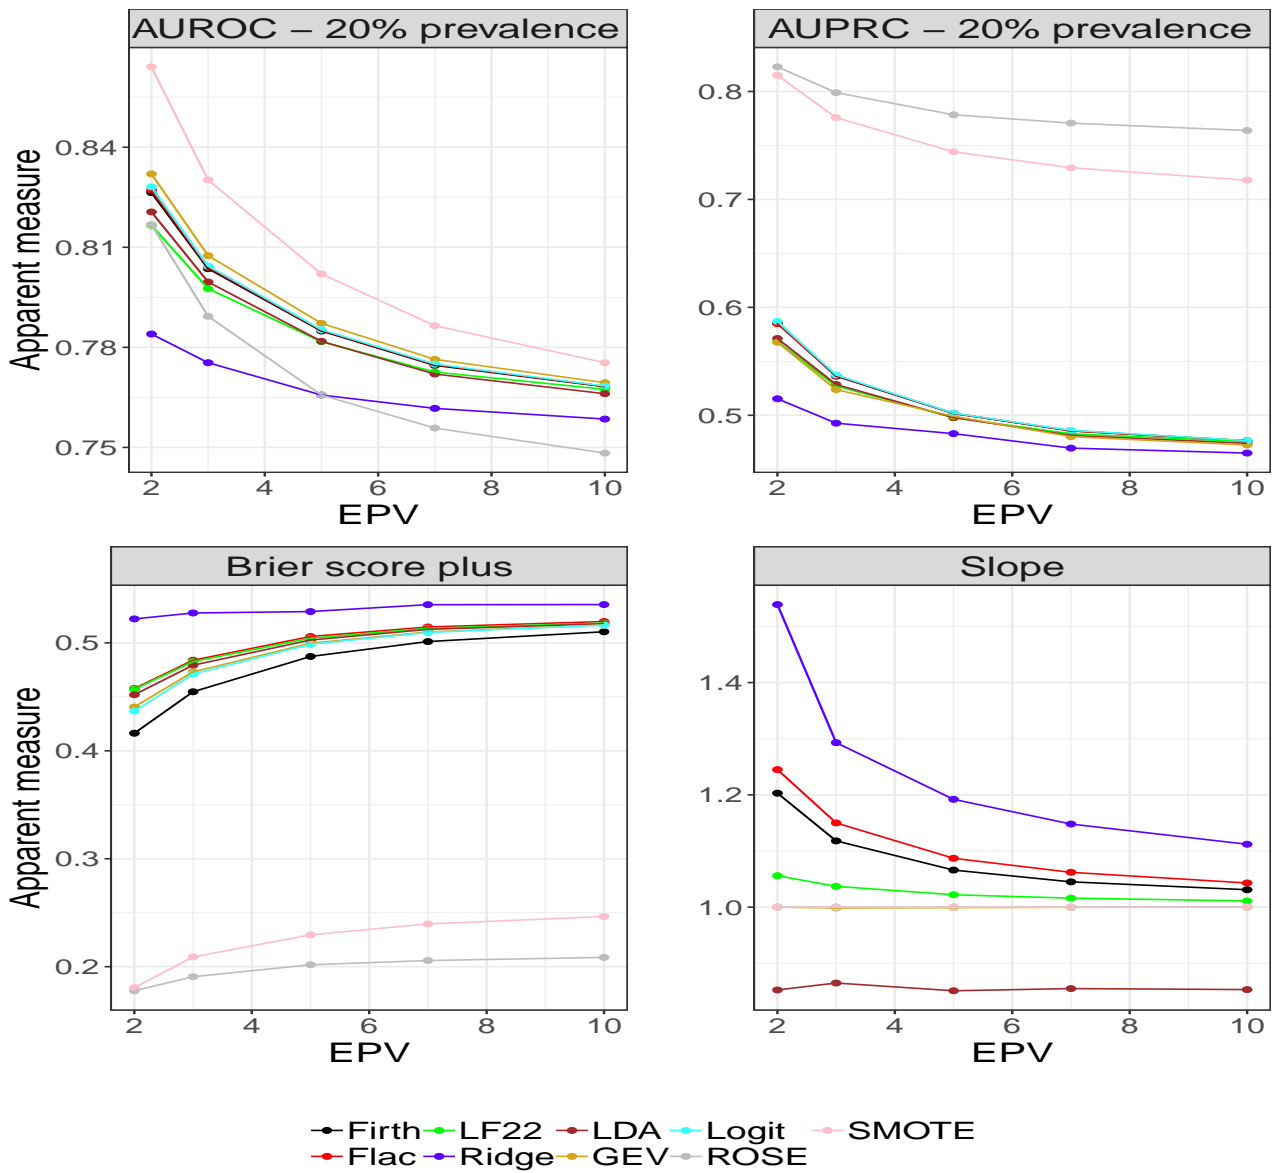 AUROC – 20% prevalence
AUPRC – 20% prevalence
Apparent measure
0.84
0.81
0.78
0.75
2 4 6 8 10
EPV
0.8
0.7
0.6
0.5
2 4 6 8 10
EPV
Brier score plus
Slope
Apparent measure
0.5
0.4
0.3
0.2
2 4 6 8 10
EPV
1.4
1.2
1.0
2 4 6 8 10
EPV
Firth LF22 LDA Logit SMOTE
Flac Ridge GEV ROSE